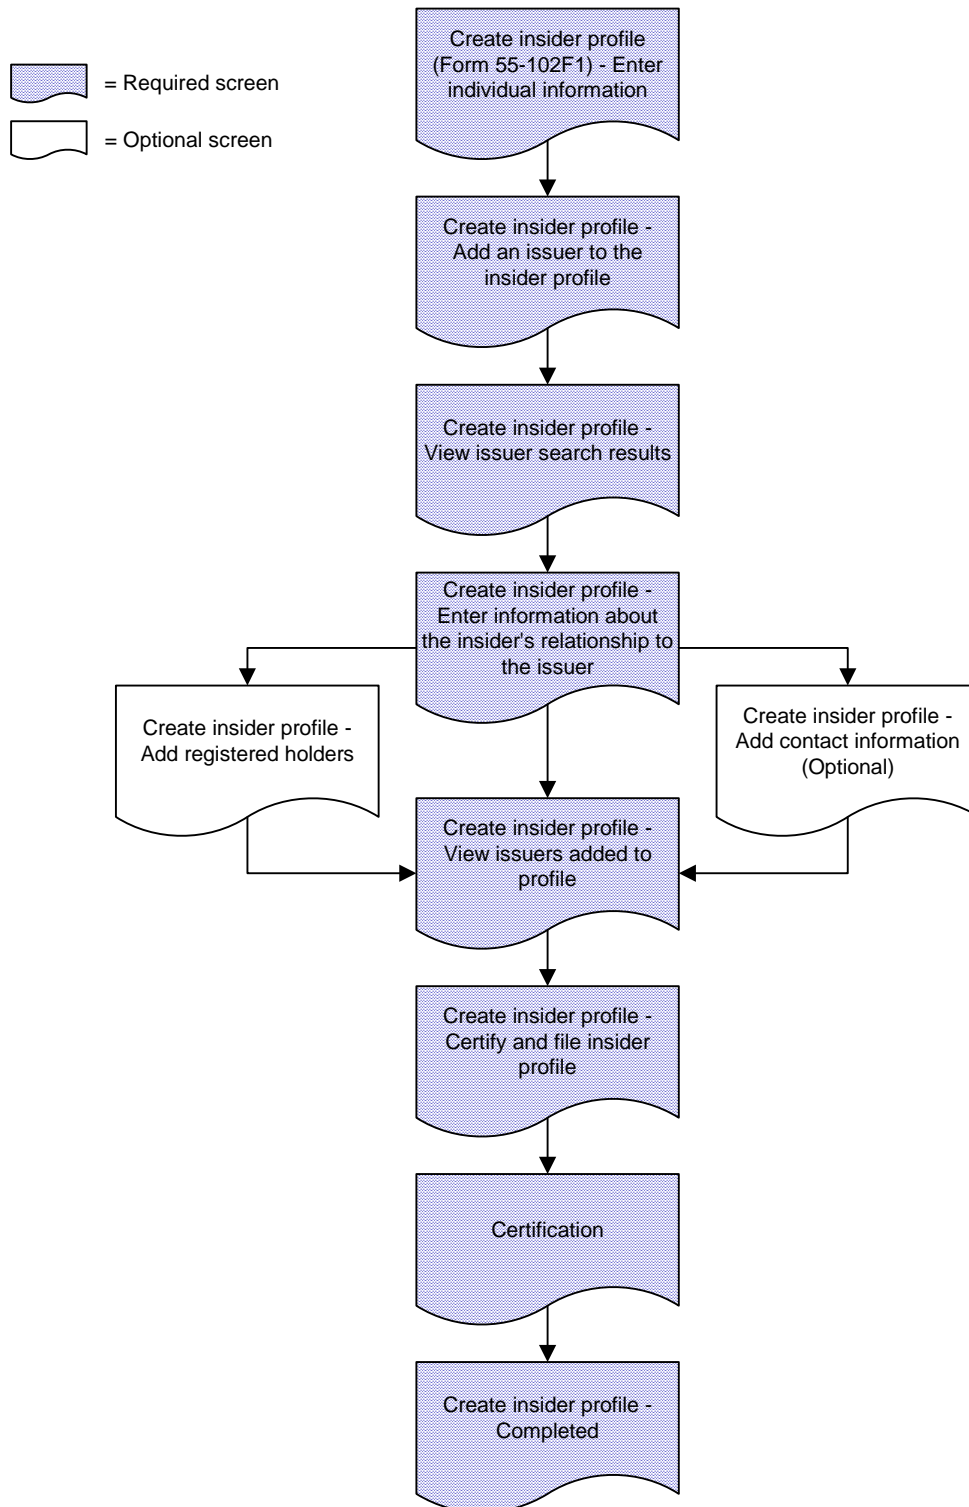 = Required screen
= Optional screen
Create insider profile
(Form 55-102F1) - Enter
individual information
Create insider profile -
Add an issuer to the
insider profile
Create insider profile -
View issuer search results
Create insider profile -
Enter information about
the insider's relationship to
the issuer
Create insider profile -
Add registered holders
Create insider profile -
Add contact information
(Optional)
Create insider profile -
View issuers added to
profile
Create insider profile -
Certify and file insider
profile
Certification
Create insider profile -
Completed